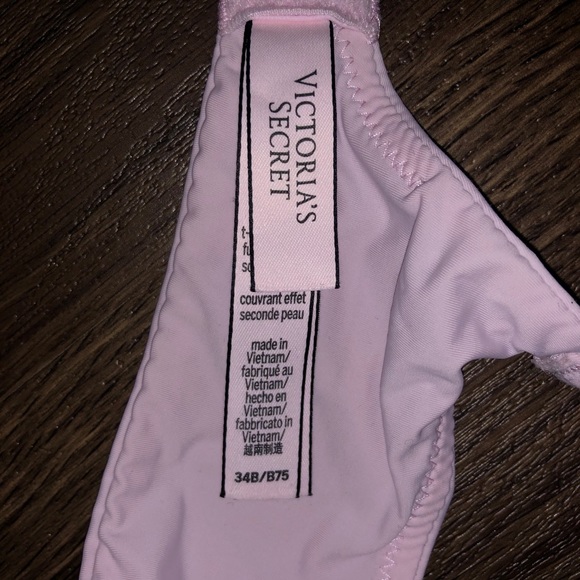 VICTORIA'S
SECRET
couvrant effet
seconde peau
made in
Vietnam/
fabriqué au
Vietnam/
hecho en
Vietnam/
fabbricato in
Vietnam/
越南制造
34B/B75